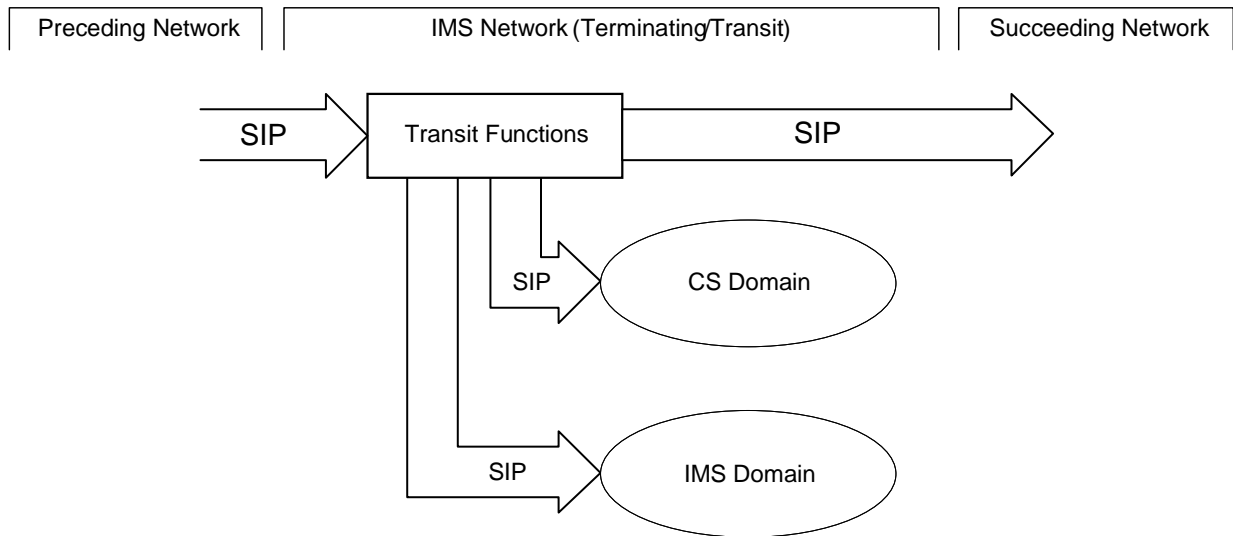 Preceding Network
IMS Network (Terminating/Transit)
Succeeding Network
SIP
Transit Functions
SIP
SIP
CS Domain
SIP
IMS Domain